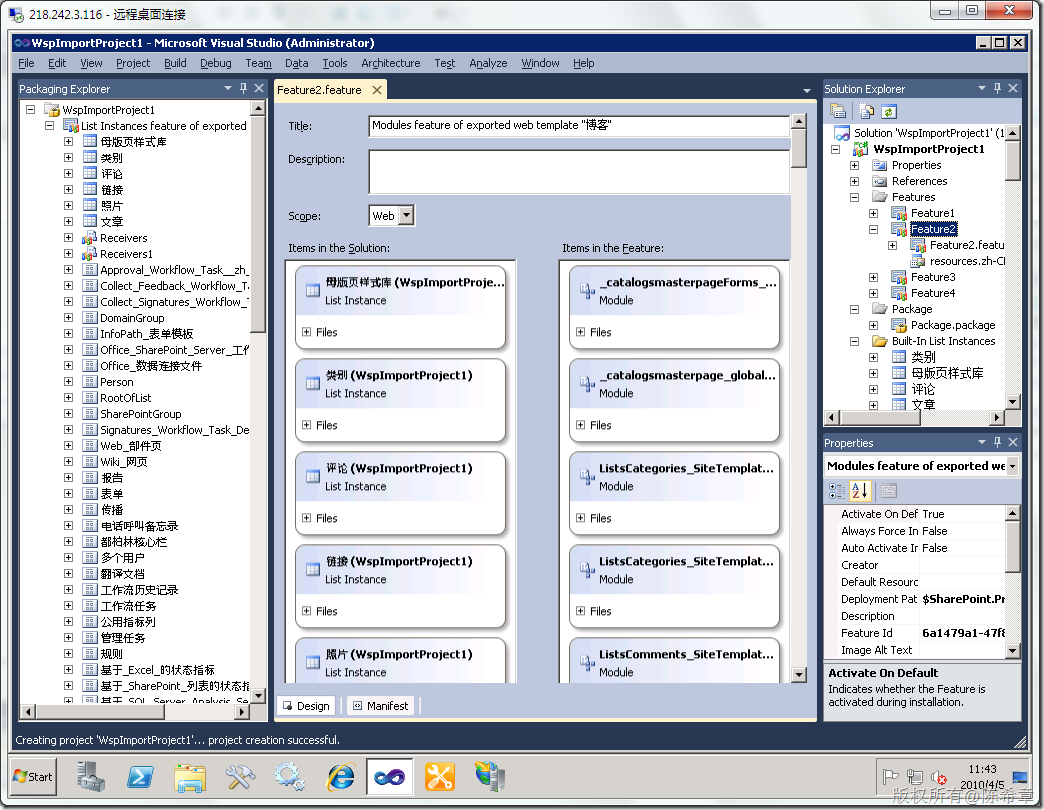 218.242.3.116 - 远程桌面连接
WspImportProject1 - Microsoft Visual Studio (Administrator)
File Edit View Project Build Debug Team Data Tools Architecture Test Analyze Window Help
Packaging Explorer
WspImportProject1
List Instances feature of exported
母版页样式库
类别
评论
链接
照片
文章
Receivers
Receivers1
Approval_Workflow_Task__zh_
Collect_Feedback_Workflow_T
Collect_Signatures_Workflow_
DomainGroup
InfoPath_表单模板
Office_SharePoint_Server_工作
Office_数据连接文件
Person
RootOfList
SharePointGroup
Signatures_Workflow_Task_De
Web_部件页
Wiki_网页
报告
表单
传播
电话呼叫备忘录
都柏林核心栏
多个用户
翻译文档
工作流历史记录
工作流任务
公用指标列
管理任务
规则
基于_Excel_的状态指标
基于_SharePoint_列表的状态指
基于_SQL_Server_Analysis_Se
Feature2.feature
Title:
Modules feature of exported web template "博客"
Description:
Scope:
Web
Items in the Solution:
母版页样式库 (WspImportProje...
List Instance
Files
类别 (WspImportProject1)
List Instance
Files
评论 (WspImportProject1)
List Instance
Files
链接 (WspImportProject1)
List Instance
Files
照片 (WspImportProject1)
List Instance
Items in the Feature:
_catalogsmasterpageForms_...
Module
Files
_catalogsmasterpage_global...
Module
Files
ListsCategories_SiteTemplat...
Module
Files
ListsCategories_SiteTemplat...
Module
Files
ListsComments_SiteTemplat...
Module
Design Manifest
Solution Explorer
Solution 'WspImportProject1' (1
WspImportProject1
Properties
References
Features
Feature1
Feature2
Feature2.featu
resources.zh-C
Feature3
Feature4
Package
Package.package
Built-In List Instances
类别
母版页样式库
评论
文章
Properties
Modules feature of exported we
Activate On Def True
Always Force In False
Auto Activate Ir False
Creator
Default Resourc
Deployment Pat $SharePoint.Pr
Description
Feature Id 6a1479a1-47f8
Image Alt Text
Activate On Default
Indicates whether the Feature is
activated during installation.
Creating project 'WspImportProject1'... project creation successful.
Start
11:43
2010/4/5
版权所有@陈希章